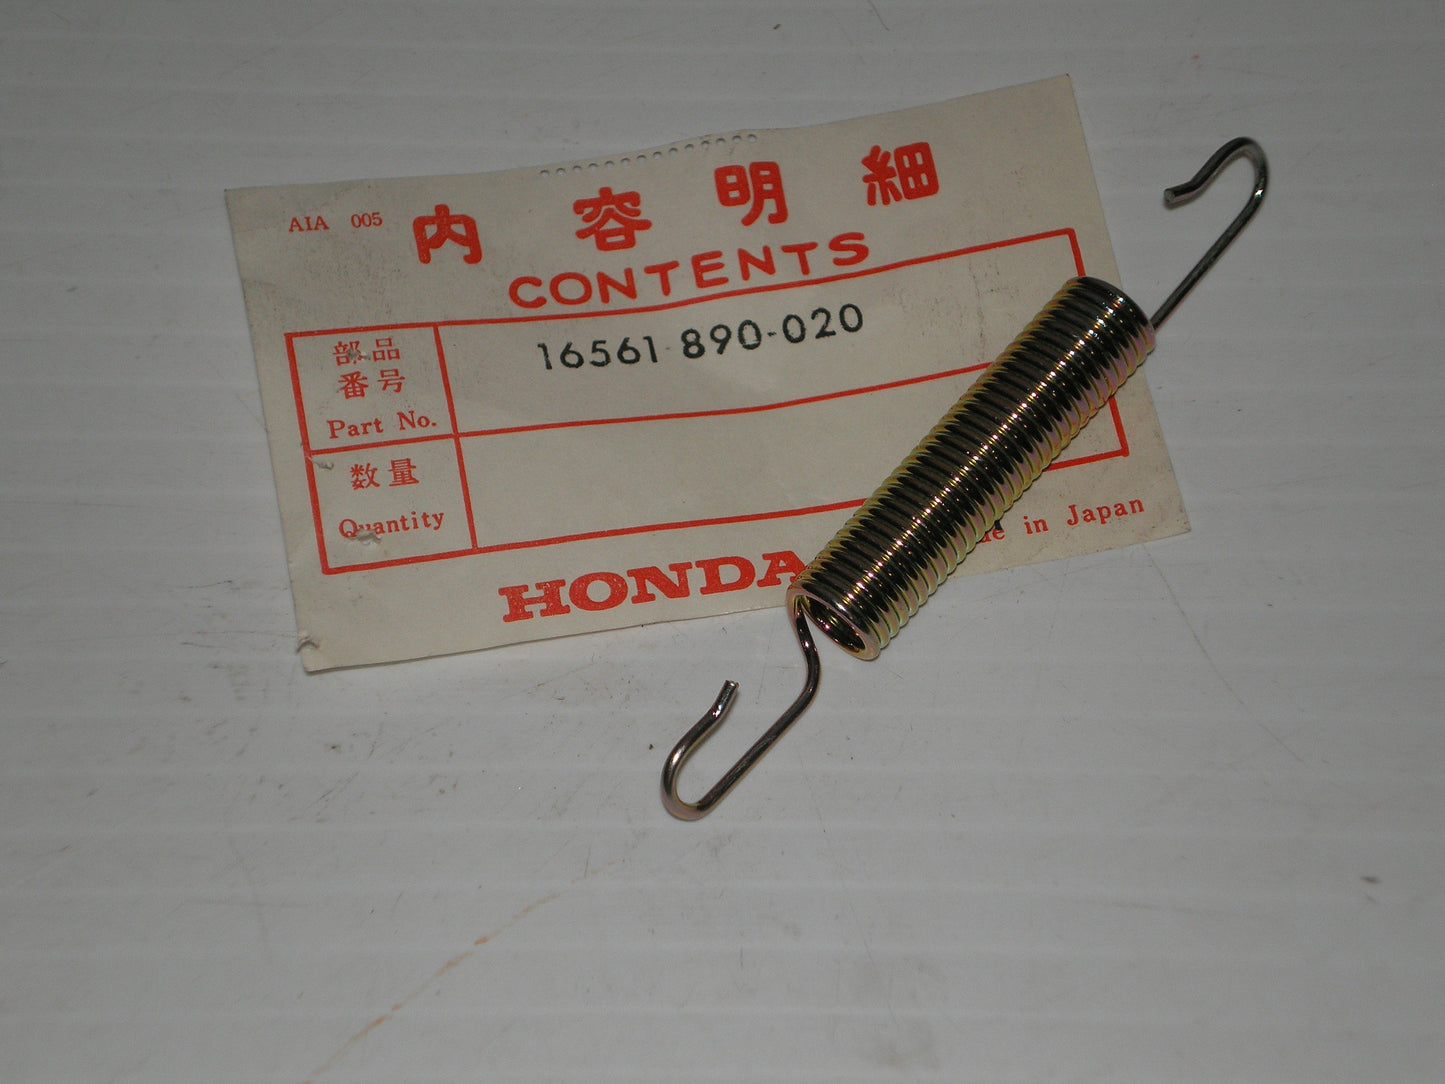 AIA 005
内容明細
CONTENTS
部品
番号
Part No.
16561 890-020
数量
Quantity
HONDA
in Japan